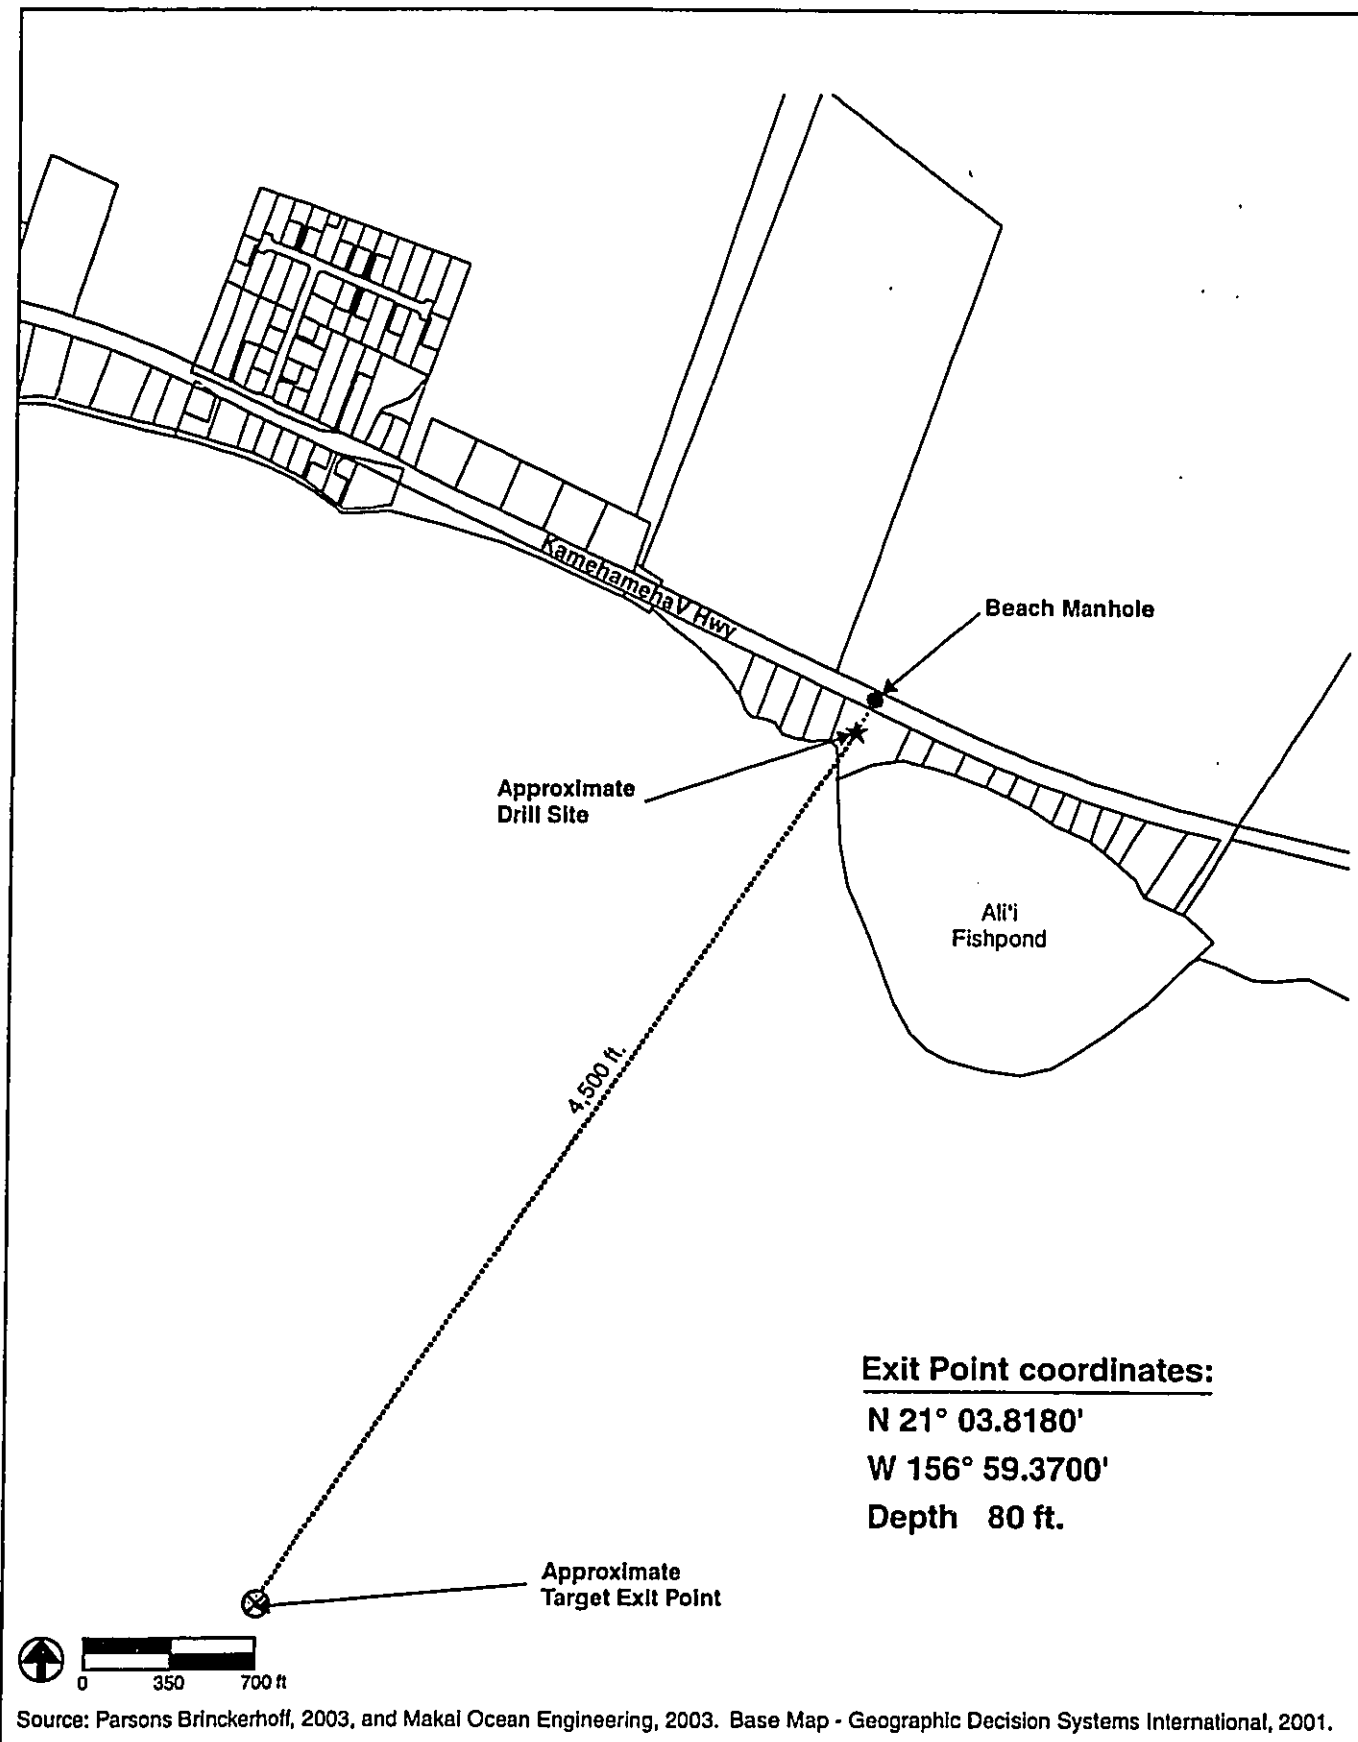 Kamehameha V Hwy
Beach Manhole
Approximate
Drill Site
Ali'i
Fishpond
4,500 ft.
Exit Point coordinates:
N 21° 03.8180'
W 156° 59.3700'
Depth 80 ft.
Approximate
Target Exit Point
0 350 700 ft
Source: Parsons Brinckerhoff, 2003, and Makai Ocean Engineering, 2003. Base Map - Geographic Decision Systems International, 2001.